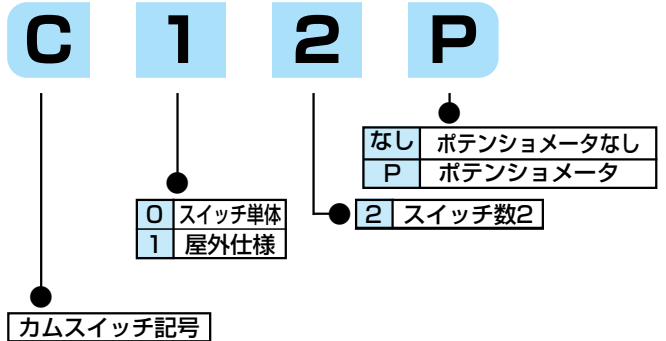 C 1 2 P
なし ポテンショメータなし
P ポテンショメータ
0 スイッチ単体
1 屋外仕様
2 スイッチ数2
カムスイッチ記号